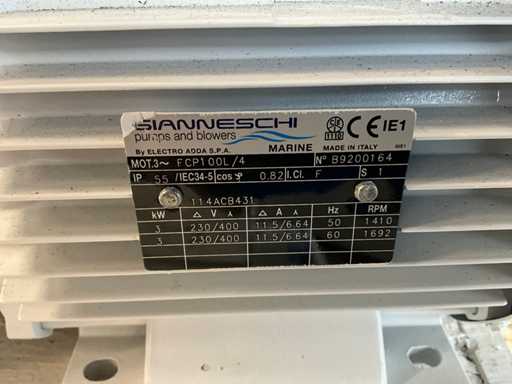 GIANNESCHI
pumps and blowers
By ELECTRO ADDA S.P.A. MARINE MADE IN ITALY
CE IE1
MOT.3~ FCP100L/4 N° B9200164
IP 55 /IEC34-5 cos φ 0.82 I.Cl. F S 1
114ACB431
kW Δ V Y Δ A Y Hz RPM
3 230/400 11.5/6.64 50 1410
3 230/400 11.5/6.64 60 1692